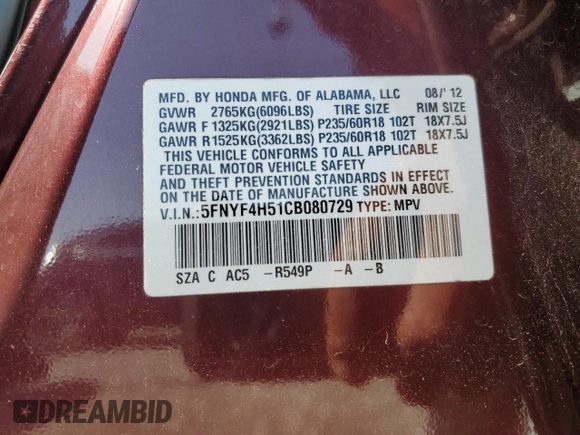 MFD. BY HONDA MFG. OF ALABAMA, LLC 08/'12
GVWR 2765KG(6096LBS) TIRE SIZE RIM SIZE
GAWR F 1325KG(2921LBS) P235/60R18 102T 18X7.5J
GAWR R 1525KG(3362LBS) P235/60R18 102T 18X7.5J
THIS VEHICLE CONFORMS TO ALL APPLICABLE
FEDERAL MOTOR VEHICLE SAFETY
AND THEFT PREVENTION STANDARDS IN EFFECT
ON THE DATE OF MANUFACTURE SHOWN ABOVE.
V.I.N.: 5FNYF4H51CB080729 TYPE: MPV
SZA C AC5 -R549P -A -B
DREAMBID